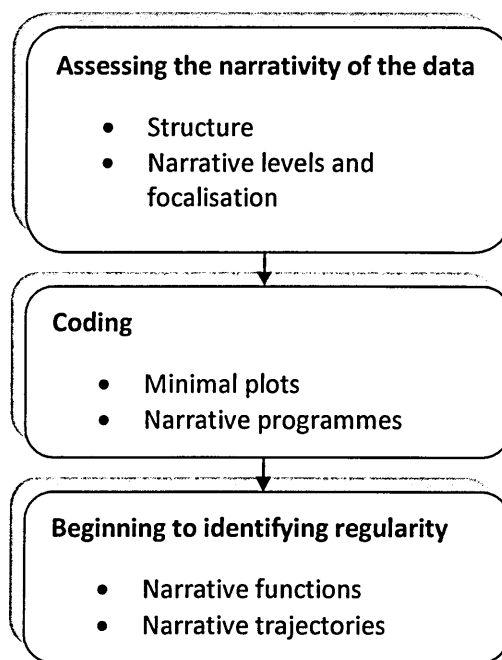 Assessing the narrativity of the data
• Structure
• Narrative levels and
focalisation
Coding
• Minimal plots
• Narrative programmes
Beginning to identifying regularity
• Narrative functions
• Narrative trajectories